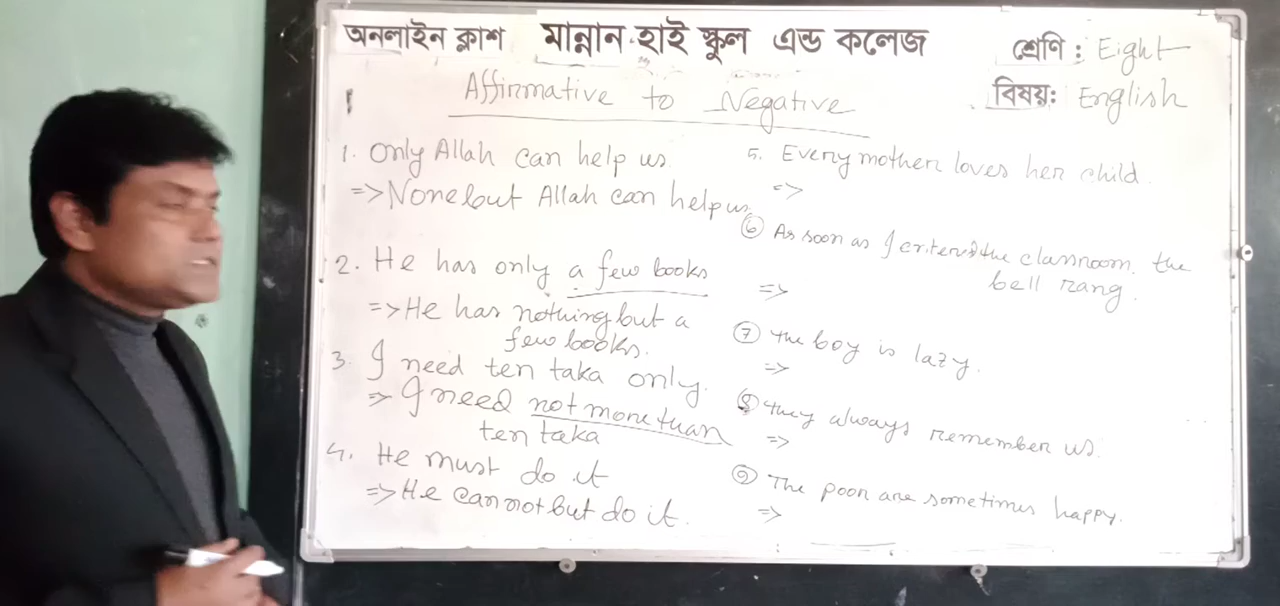 অনলাইন ক্লাশ মান্নান হাই স্কুল এন্ড কলেজ
শ্রেণি : Eight
বিষয়: English
Affirmative to Negative
1. Only Allah can help us
=> None but Allah can help us
2. He has only a few books
=> He has nothing but a
few books.
3. I need ten taka only.
=> I need not more than
ten taka
4. He must do it
=> He can not but do it.
5. Every mother loves her child.
=>
⑥ As soon as I entered the classroom, the
bell rang.
=>
⑦ The boy is lazy.
=>
⑧ They always remember us.
=>
⑨ The poor are sometimes happy.
=>